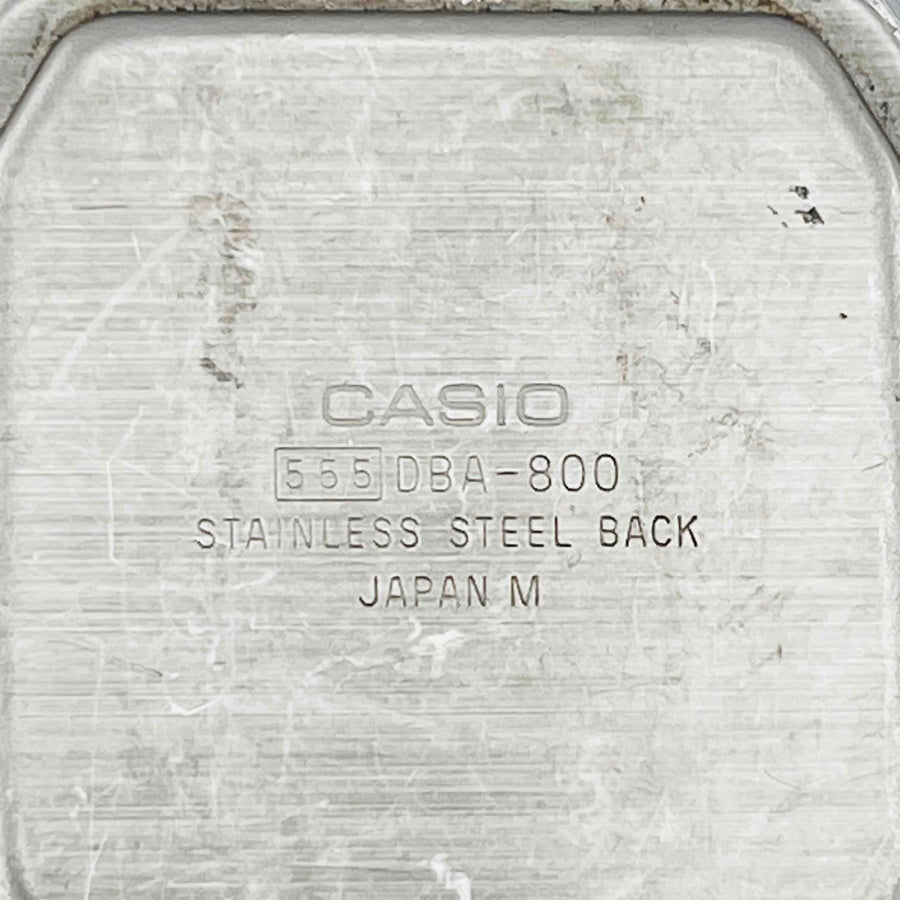 CASIO
555 DBA-800
STAINLESS STEEL BACK
JAPAN M